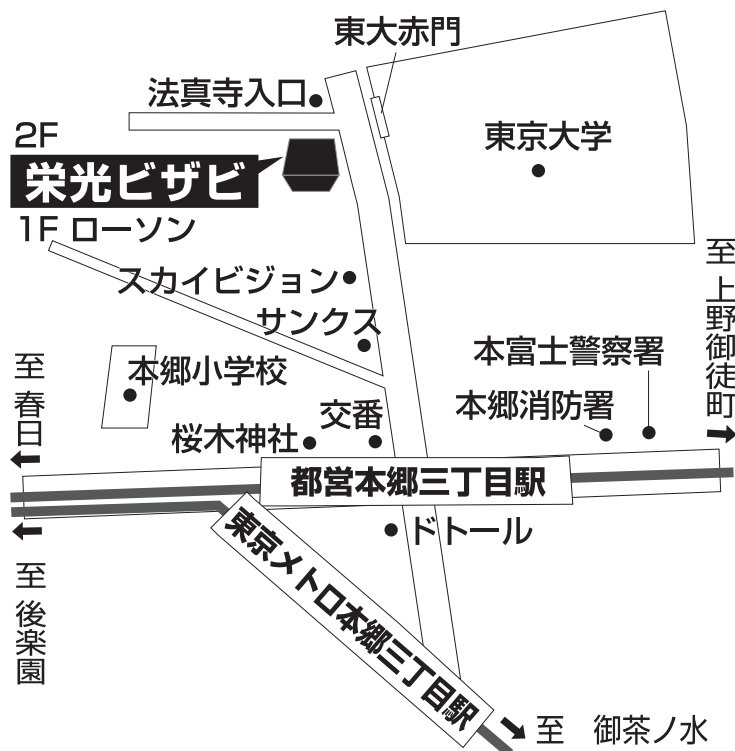 東大赤門
法真寺入口
東京大学
2F
栄光ビザビ
1F ローソン
至 上野御徒町
スカイビジョン
サンクス
本富士警察署
至 春日
本郷小学校
本郷消防署
交番
桜木神社
都営本郷三丁目駅
ドトール
東京メトロ本郷三丁目駅
至 後楽園
至 御茶ノ水